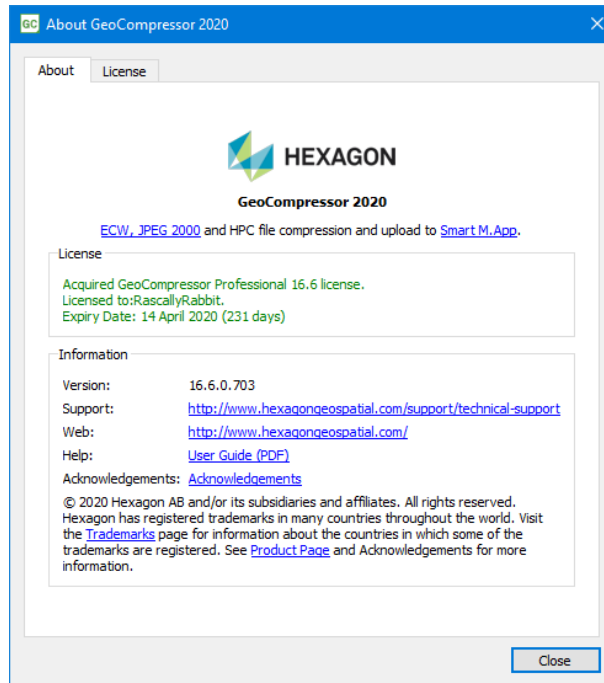 GC About GeoCompressor 2020
About License
HEXAGON
GeoCompressor 2020
ECW, JPEG 2000 and HPC file compression and upload to Smart M.App.
License
Acquired GeoCompressor Professional 16.6 license.
Licensed to:RascallyRabbit.
Expiry Date: 14 April 2020 (231 days)
Information
Version: 16.6.0.703
Support: http://www.hexagongeospatial.com/support/technical-support
Web: http://www.hexagongeospatial.com/
Help: User Guide (PDF)
Acknowledgements: Acknowledgements
© 2020 Hexagon AB and/or its subsidiaries and affiliates. All rights reserved.
Hexagon has registered trademarks in many countries throughout the world. Visit
the Trademarks page for information about the countries in which some of the
trademarks are registered. See Product Page and Acknowledgements for more
information.
Close